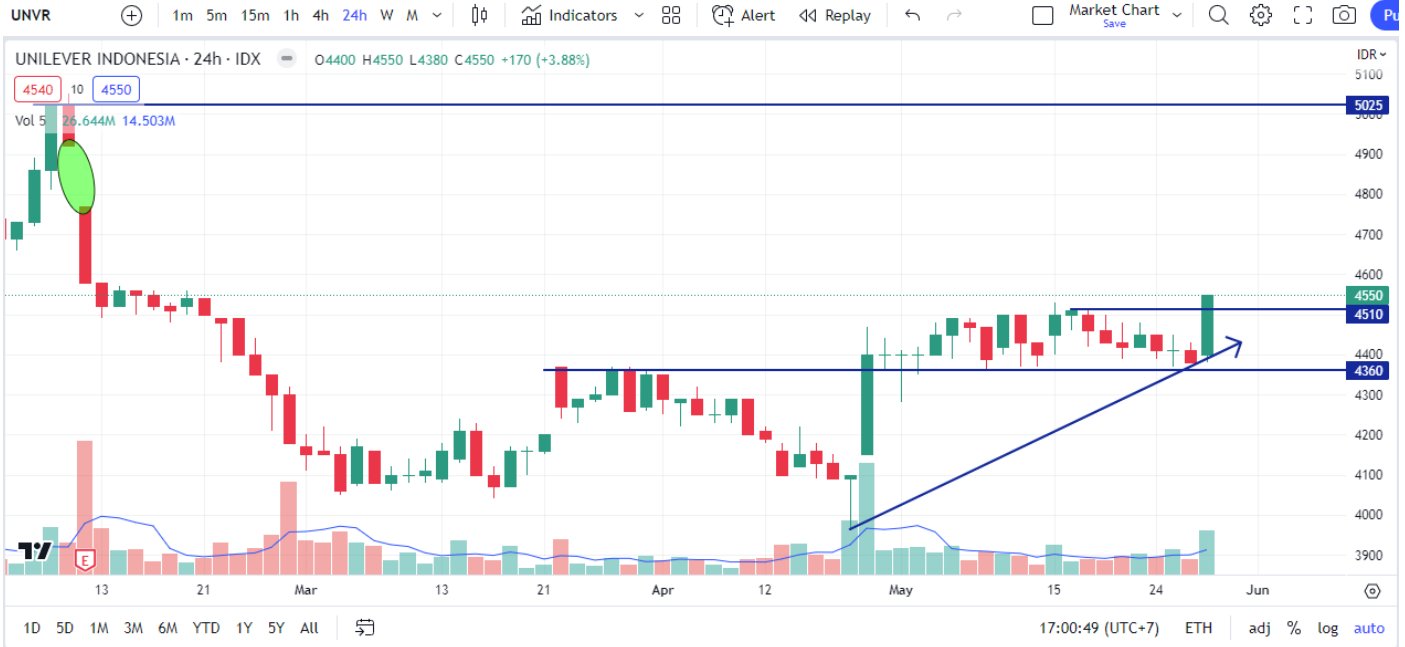 UNVR 1m 5m 15m 1h 4h 24h W M Indicators Alert Replay Market Chart Save Pu
UNILEVER INDONESIA · 24h · IDX O4400 H4550 L4380 C4550 +170 (+3.88%) IDR
4540 10 4550
Vol 5 26.644M 14.503M
5100
5025
5000
4900
4800
4700
4600
4550
4510
4400
4360
4300
4200
4100
4000
3900
E
13 21 Mar 13 21 Apr 12 May 15 24 Jun
1D 5D 1M 3M 6M YTD 1Y 5Y All 17:00:49 (UTC+7) ETH adj % log auto